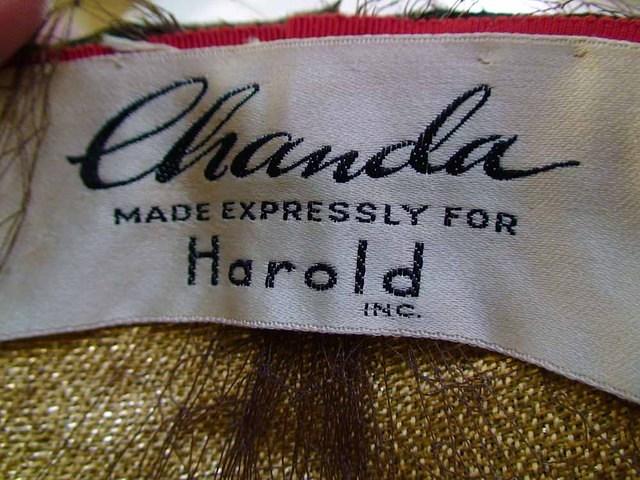 Chanda
MADE EXPRESSLY FOR
Harold
INC.